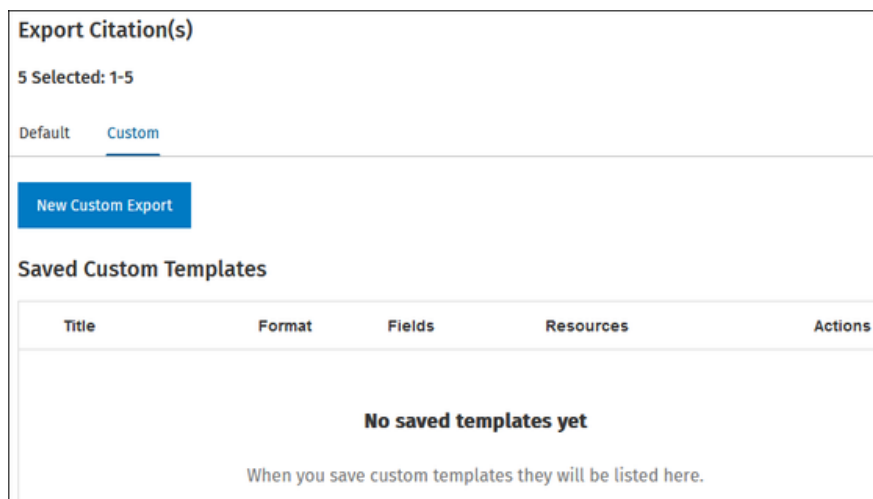 Export Citation(s)
5 Selected: 1-5
Default Custom
New Custom Export
Saved Custom Templates
Title Format Fields Resources Actions
No saved templates yet
When you save custom templates they will be listed here.